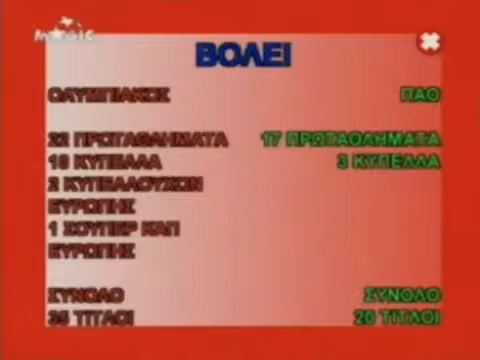 MAGIC
ΒΟΛΕΙ
ΟΛΥΜΠΙΑΚΟΣ ΠΑΟ
22 ΠΡΩΤΑΘΛΗΜΑΤΑ 17 ΠΡΩΤΑΘΛΗΜΑΤΑ
10 ΚΥΠΕΛΛΑ 3 ΚΥΠΕΛΛΑ
2 ΚΥΠΕΛΛΟΥΧΩΝ
ΕΥΡΩΠΗΣ
1 ΣΟΥΠΕΡ ΚΑΠ
ΕΥΡΩΠΗΣ
ΣΥΝΟΛΟ ΣΥΝΟΛΟ
35 ΤΙΤΛΟΙ 20 ΤΙΤΛΟΙ